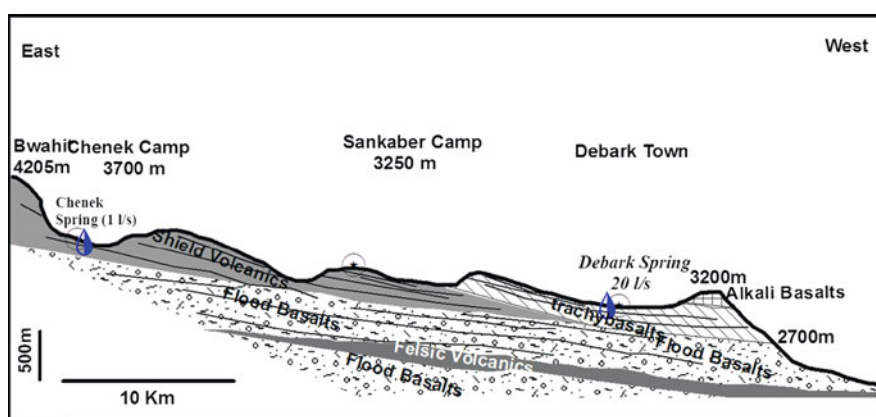 East
West
Bwahit
4205m
Chenek Camp
3700 m
Sankaber Camp
3250 m
Debark Town
Chenek
Spring (1 l/s)
Debark Spring
20 l/s
3200m
Alkali Basalts
2700m
Shield Volcanics
Flood Basalts
trachybasalts
Flood Basalts
Felsic Volcanics
Flood Basalts
500m
10 Km